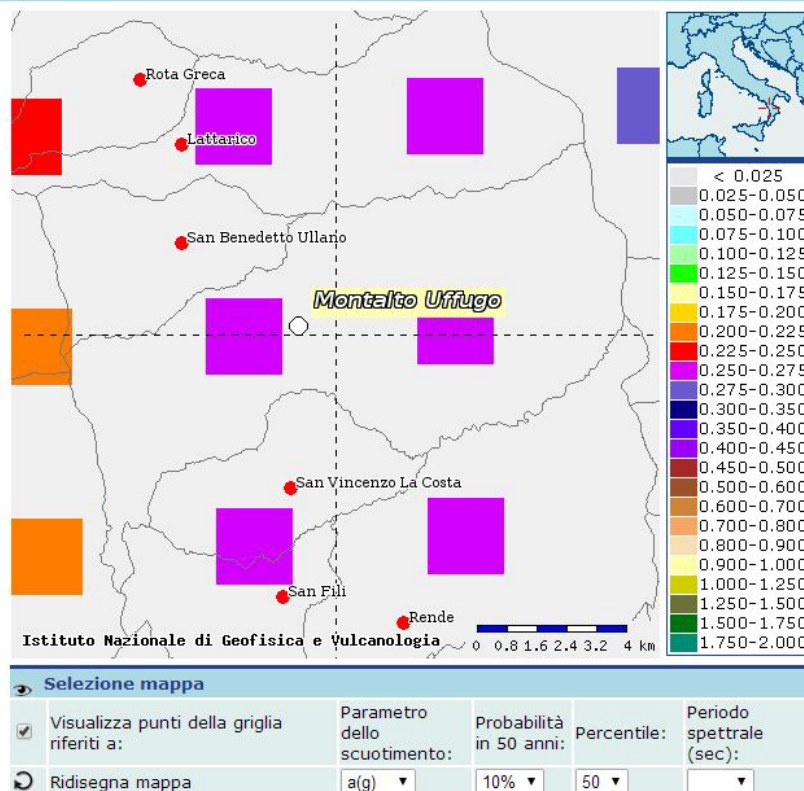 Rota Greca
Lattarico
San Benedetto Ullano
Montalto Uffugo
San Vincenzo La Costa
San Fili
Rende
Istituto Nazionale di Geofisica e Vulcanologia
0 0.8 1.6 2.4 3.2 4 km
< 0.025
0.025-0.050
0.050-0.075
0.075-0.100
0.100-0.125
0.125-0.150
0.150-0.175
0.175-0.200
0.200-0.225
0.225-0.250
0.250-0.275
0.275-0.300
0.300-0.350
0.350-0.400
0.400-0.450
0.450-0.500
0.500-0.600
0.600-0.700
0.700-0.800
0.800-0.900
0.900-1.000
1.000-1.250
1.250-1.500
1.500-1.750
1.750-2.000
Selezione mappa
Visualizza punti della griglia riferiti a:
Parametro dello scuotimento:
Probabilità in 50 anni:
Percentile:
Periodo spettrale (sec):
Ridisegna mappa
a(g)
10%
50